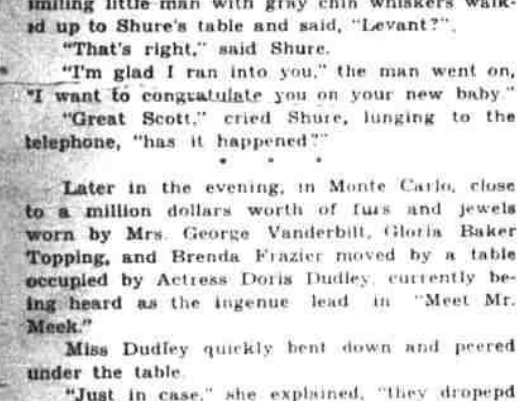 smiling little man with gray chin whiskers walk-
ed up to Shure's table and said, "Levant?".
"That's right," said Shure.
"I'm glad I ran into you," the man went on,
"I want to congratulate you on your new baby."
"Great Scott," cried Shure, lunging to the
telephone, "has it happened?"
* * *
Later in the evening, in Monte Carlo, close
to a million dollars worth of furs and jewels
worn by Mrs. George Vanderbilt, Gloria Baker
Topping, and Brenda Frazier moved by a table
occupied by Actress Doris Dudley, currently be-
ing heard as the ingenue lead in "Meet Mr.
Meek."
Miss Dudley quickly bent down and peered
under the table.
"Just in case," she explained, "they dropepd